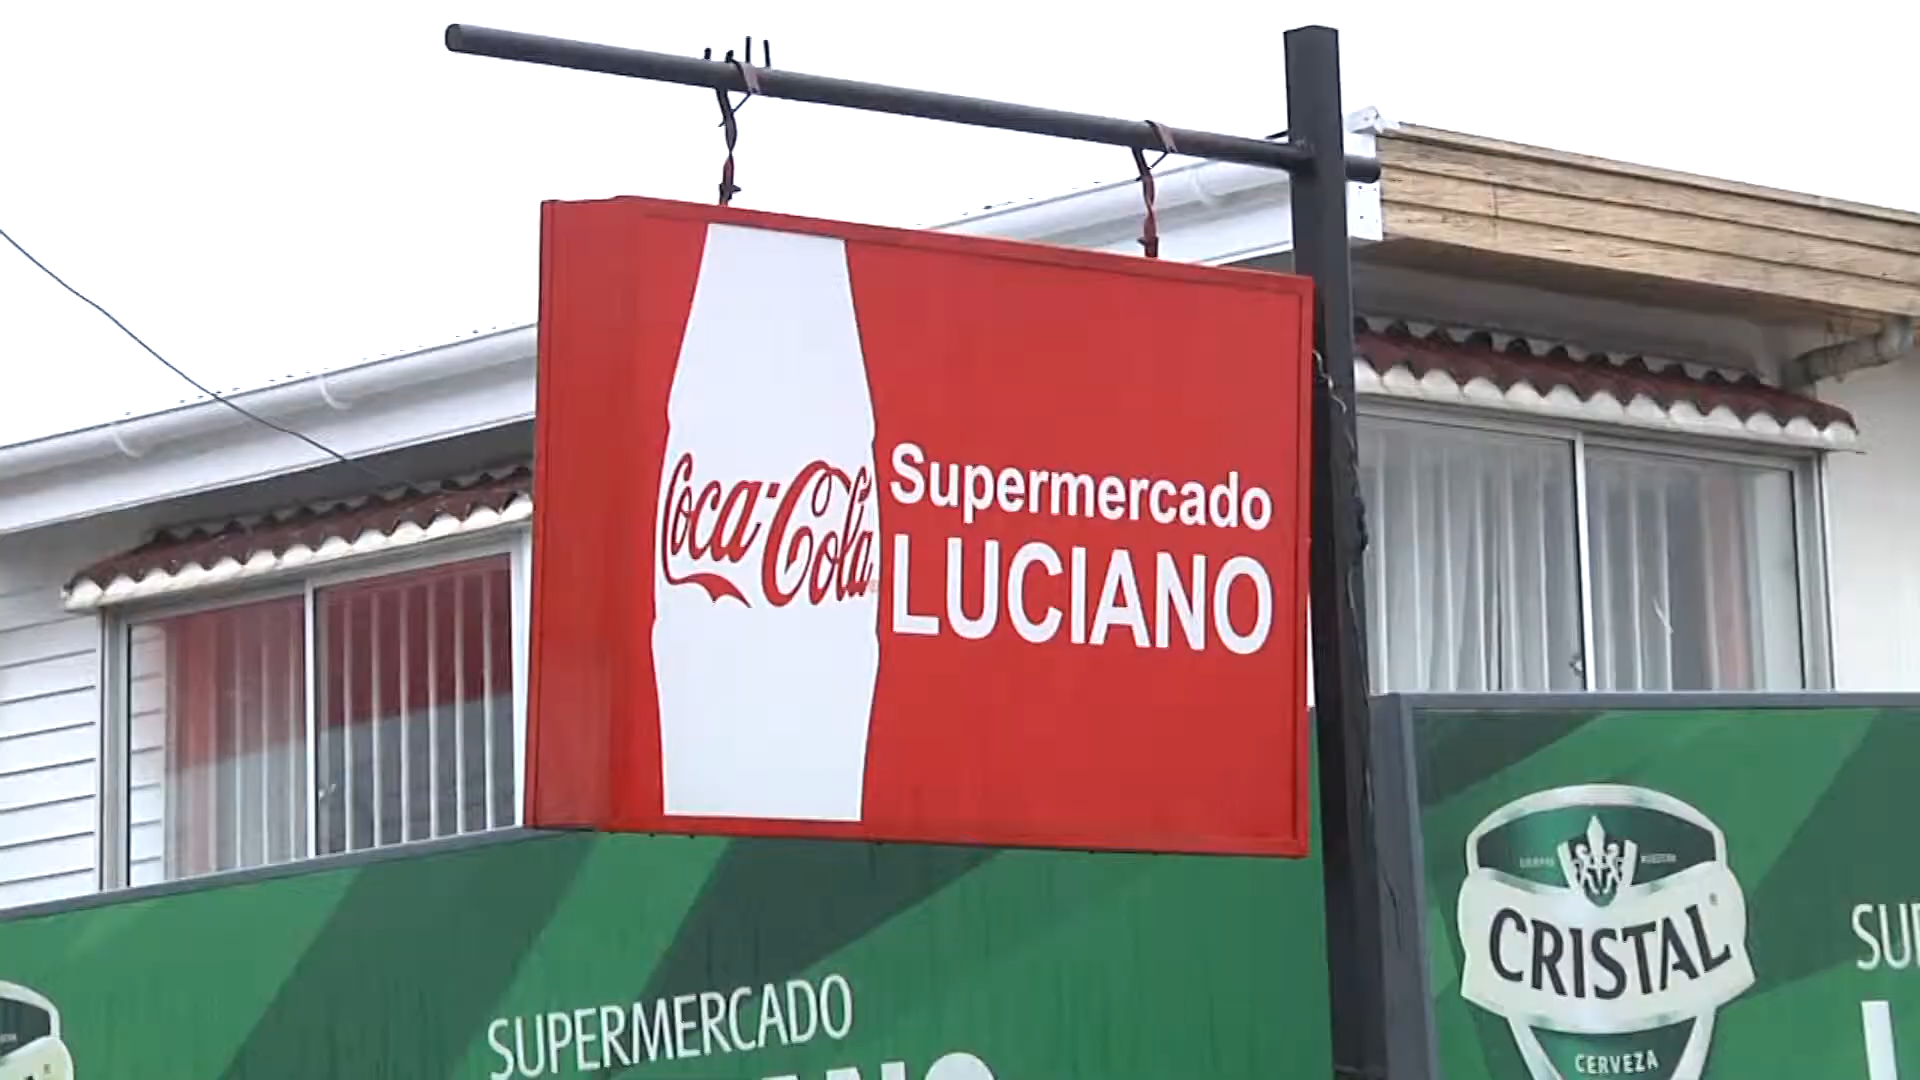 Coca-Cola
Supermercado
LUCIANO
SUPERMERCADO
CRISTAL
CERVEZA